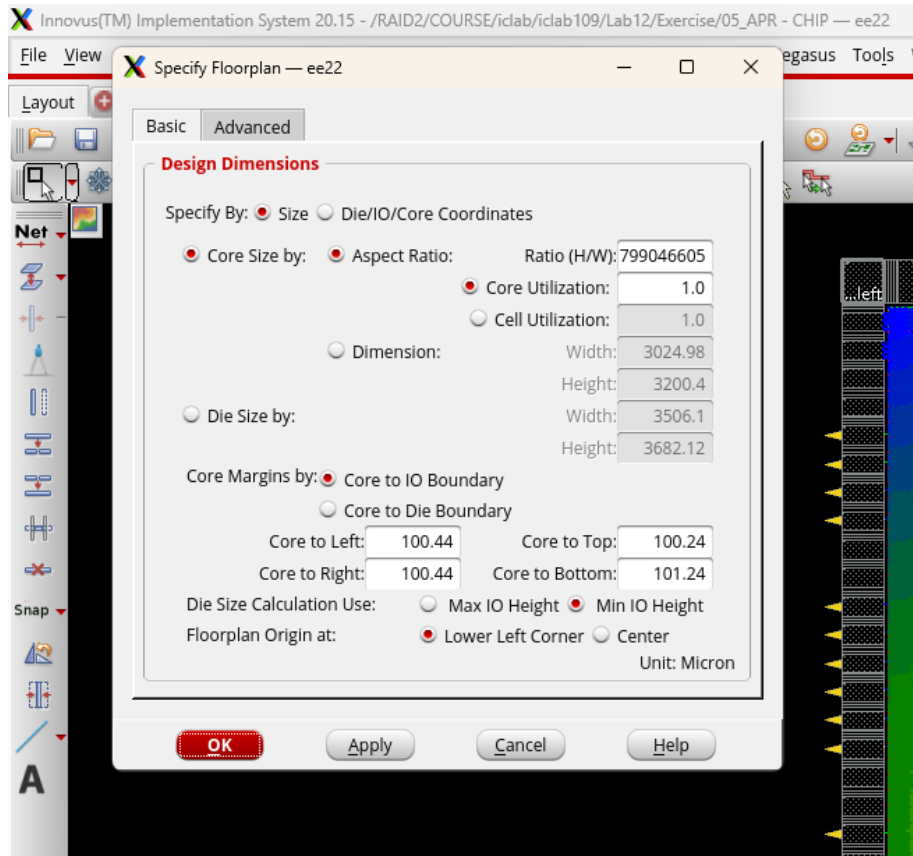 Innovus(TM) Implementation System 20.15 - /RAID2/COURSE/iclab/iclab109/Lab12/Exercise/05_APR - CHIP — ee22
File View egasus Tools
Specify Floorplan — ee22
Layout
Basic Advanced
Design Dimensions
Specify By: Size Die/IO/Core Coordinates
Net
Core Size by: Aspect Ratio: Ratio (H/W): 799046605
Core Utilization: 1.0
...left
Cell Utilization: 1.0
Dimension: Width: 3024.98
Height: 3200.4
Die Size by: Width: 3506.1
Height: 3682.12
Core Margins by: Core to IO Boundary
Core to Die Boundary
Core to Left: 100.44 Core to Top: 100.24
Core to Right: 100.44 Core to Bottom: 101.24
Die Size Calculation Use: Max IO Height Min IO Height
Snap
Floorplan Origin at: Lower Left Corner Center
Unit: Micron
OK Apply Cancel Help
A